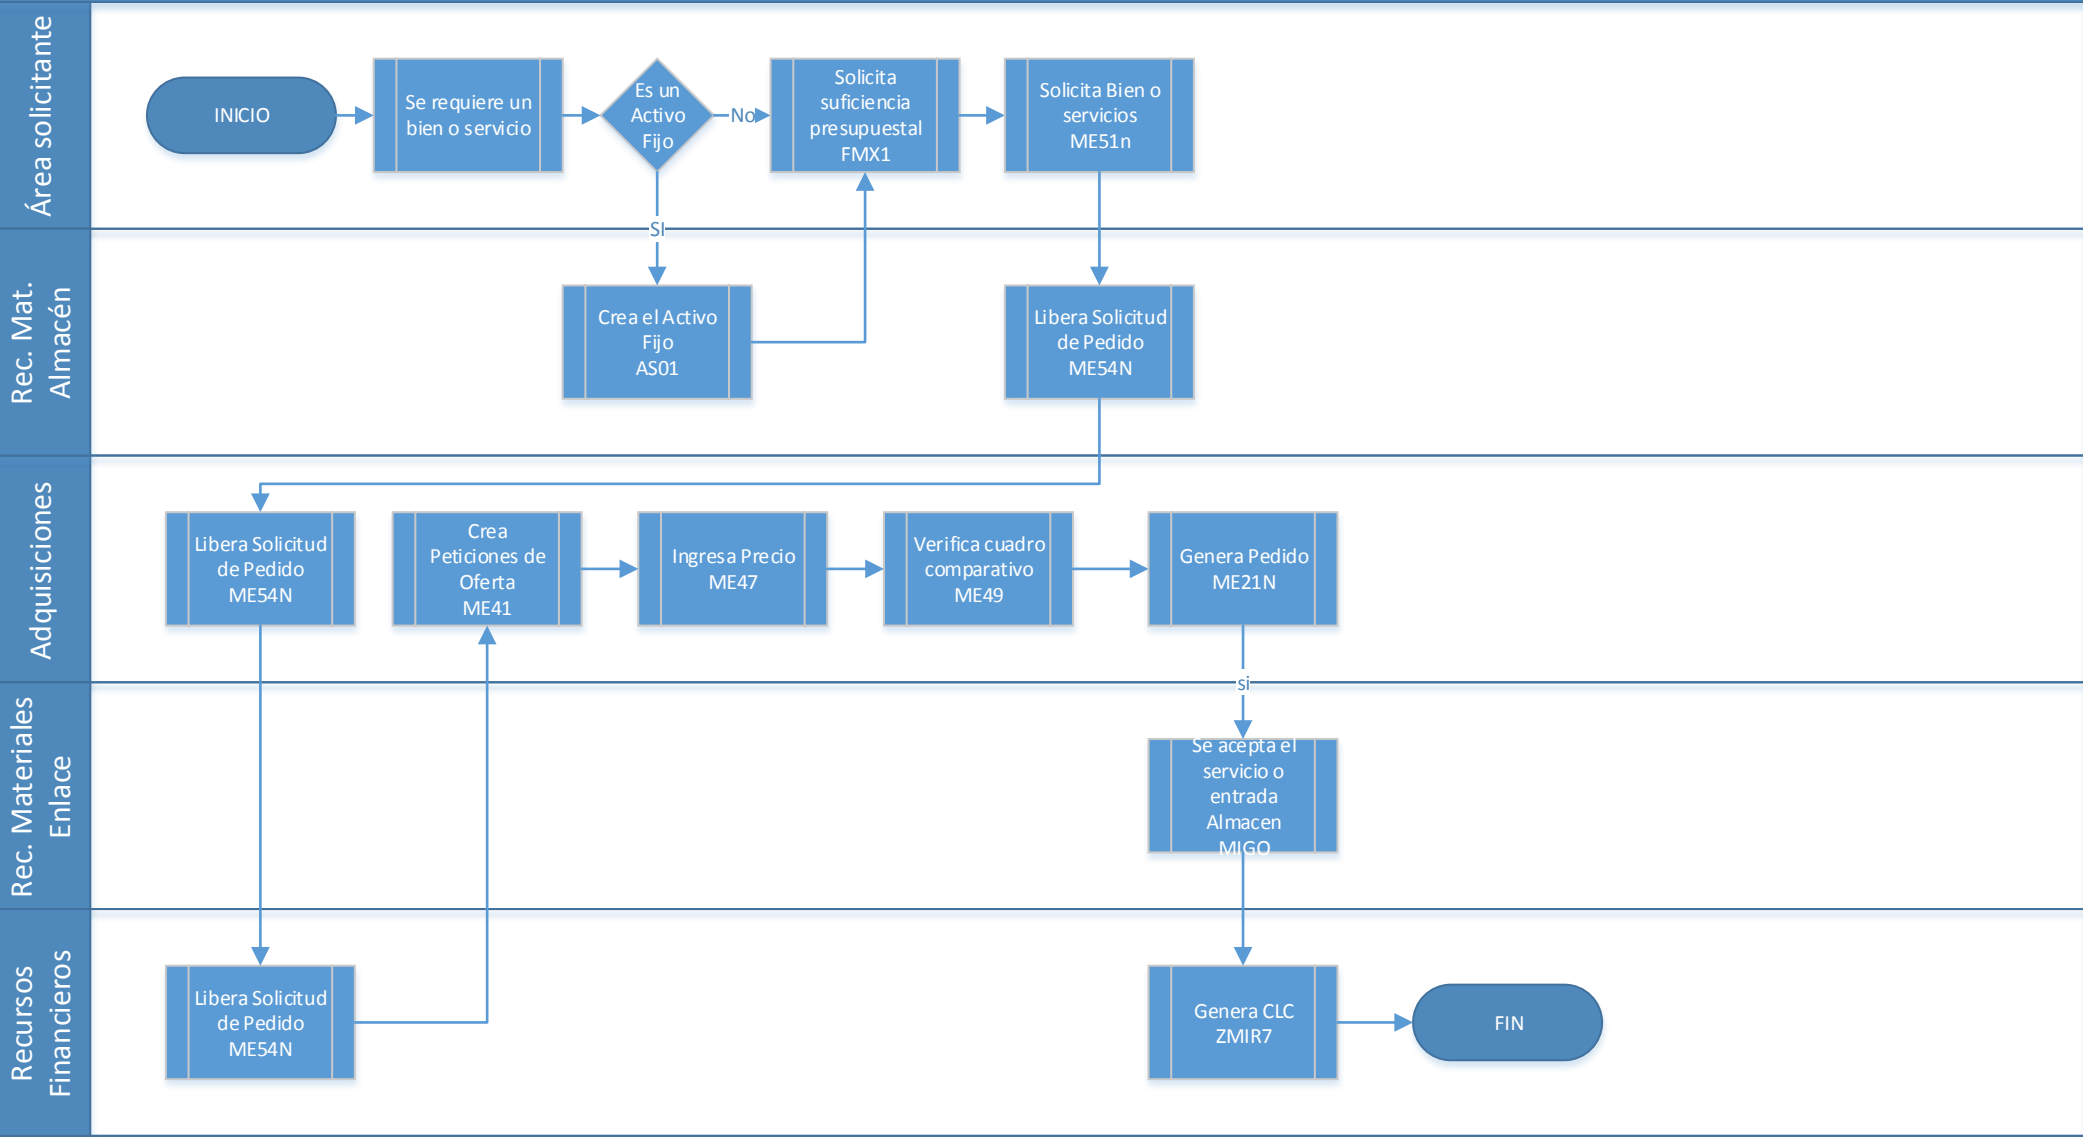 Área solicitante
INICIO
Se requiere un
bien o servicio
Es un
Activo
Fijo
No
Solicita
suficiencia
presupuestal
FMX1
Solicita Bien o
servicios
ME51n
SI
Rec. Mat.
Almacén
Crea el Activo
Fijo
AS01
Libera Solicitud
de Pedido
ME54N
Adquisiciones
Libera Solicitud
de Pedido
ME54N
Crea
Peticiones de
Oferta
ME41
Ingresa Precio
ME47
Verifica cuadro
comparativo
ME49
Genera Pedido
ME21N
si
Rec. Materiales
Enlace
Se acepta el
servicio o
entrada
Almacen
MIGO
Recursos
Financieros
Libera Solicitud
de Pedido
ME54N
Genera CLC
ZMIR7
FIN